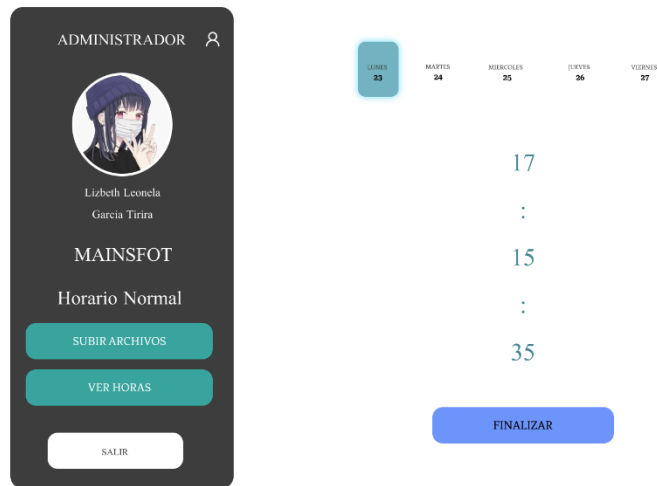 ADMINISTRADOR
Lizbeth Leonela
Garcia Tirira
MAINSFOT
Horario Normal
SUBIR ARCHIVOS
VER HORAS
SALIR
LUNES MARTES MIERCOLES JUEVES VIERNES
23 24 25 26 27
17
:
15
:
35
FINALIZAR